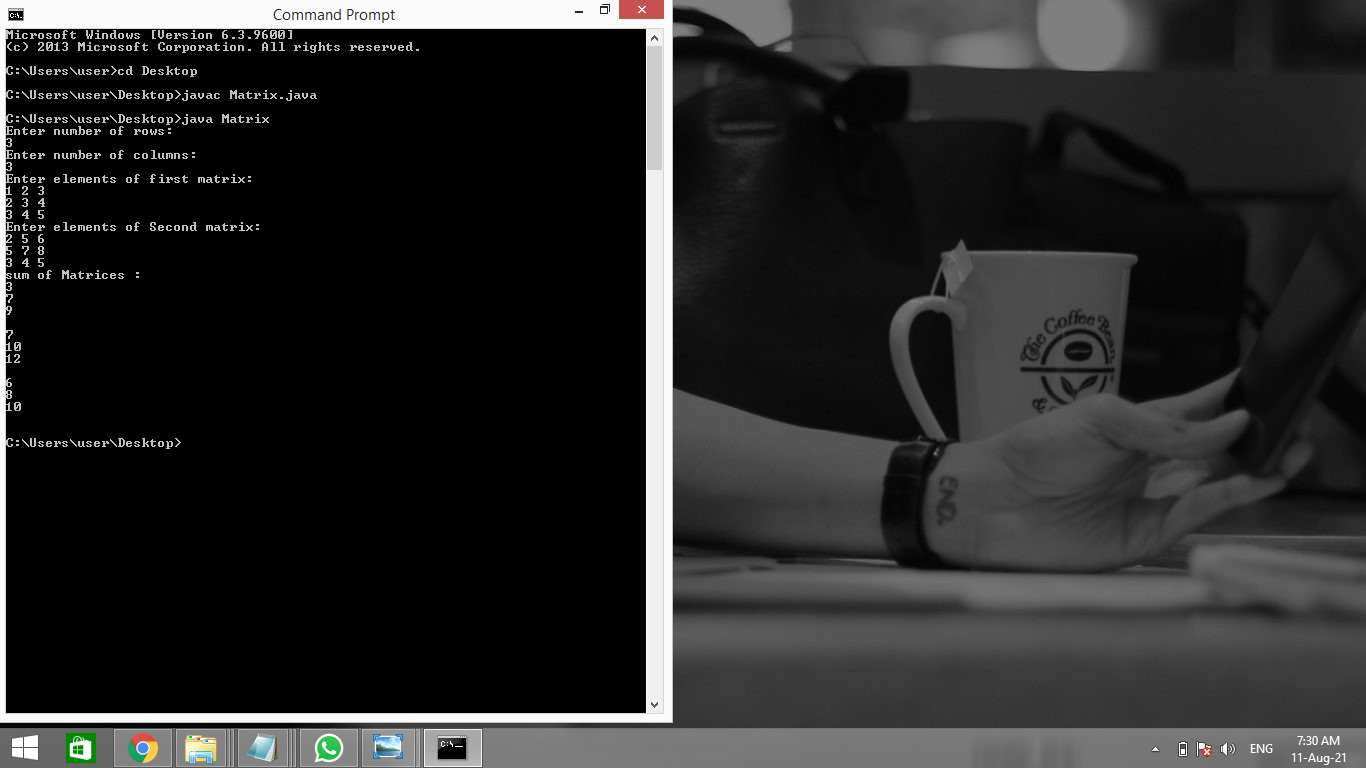 Command Prompt
Microsoft Windows [Version 6.3.9600]
(c) 2013 Microsoft Corporation. All rights reserved.
C:\Users\user>cd Desktop
C:\Users\user\Desktop>javac Matrix.java
C:\Users\user\Desktop>java Matrix
Enter number of rows:
3
Enter number of columns:
3
Enter elements of first matrix:
1 2 3
2 3 4
3 4 5
Enter elements of Second matrix:
2 5 6
5 7 8
3 4 5
sum of Matrices :
3
7
9
7
10
12
6
8
10
C:\Users\user\Desktop>
The Coffee Bean
END.
ENG
7:30 AM
11-Aug-21